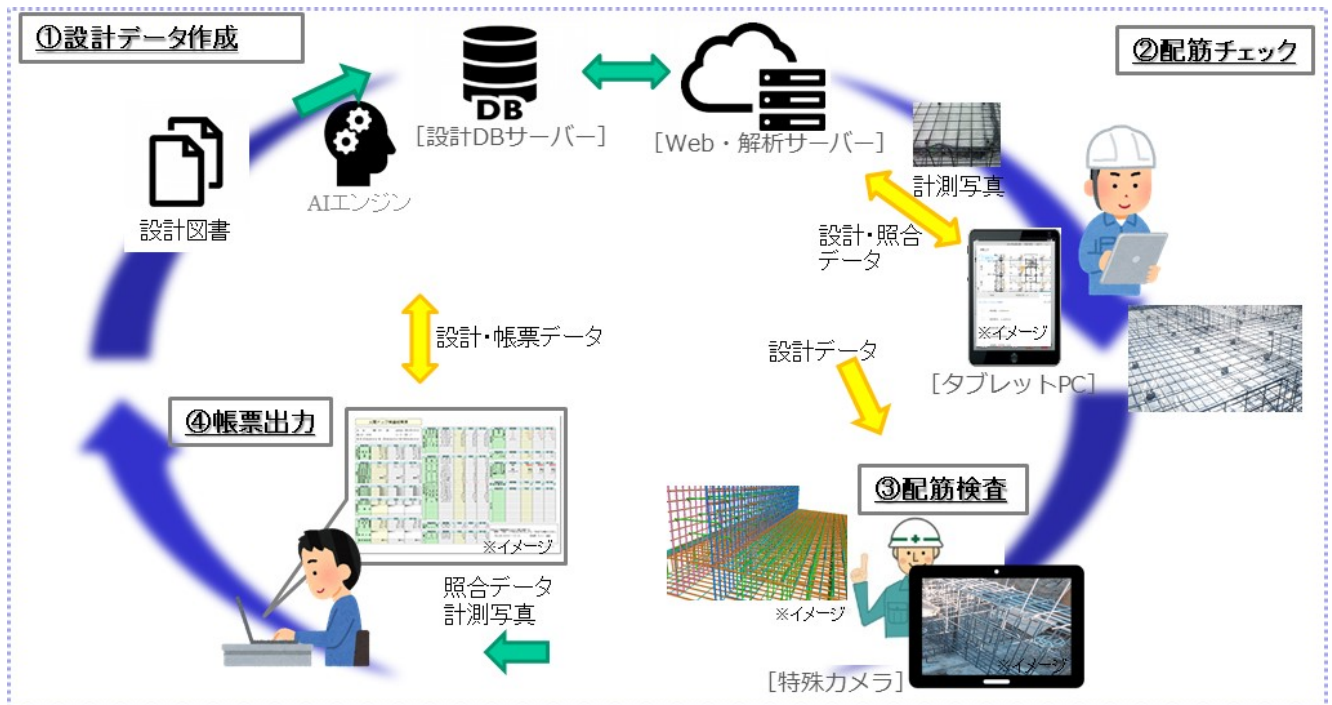 ①設計データ作成
②配筋チェック
DB
[設計DBサーバー]
[Web・解析サーバー]
設計図書
AIエンジン
計測写真
設計・照合
データ
※イメージ
[タブレットPC]
設計・帳票データ
設計データ
④帳票出力
※イメージ
照合データ
計測写真
③配筋検査
※イメージ
※イメージ
[特殊カメラ]